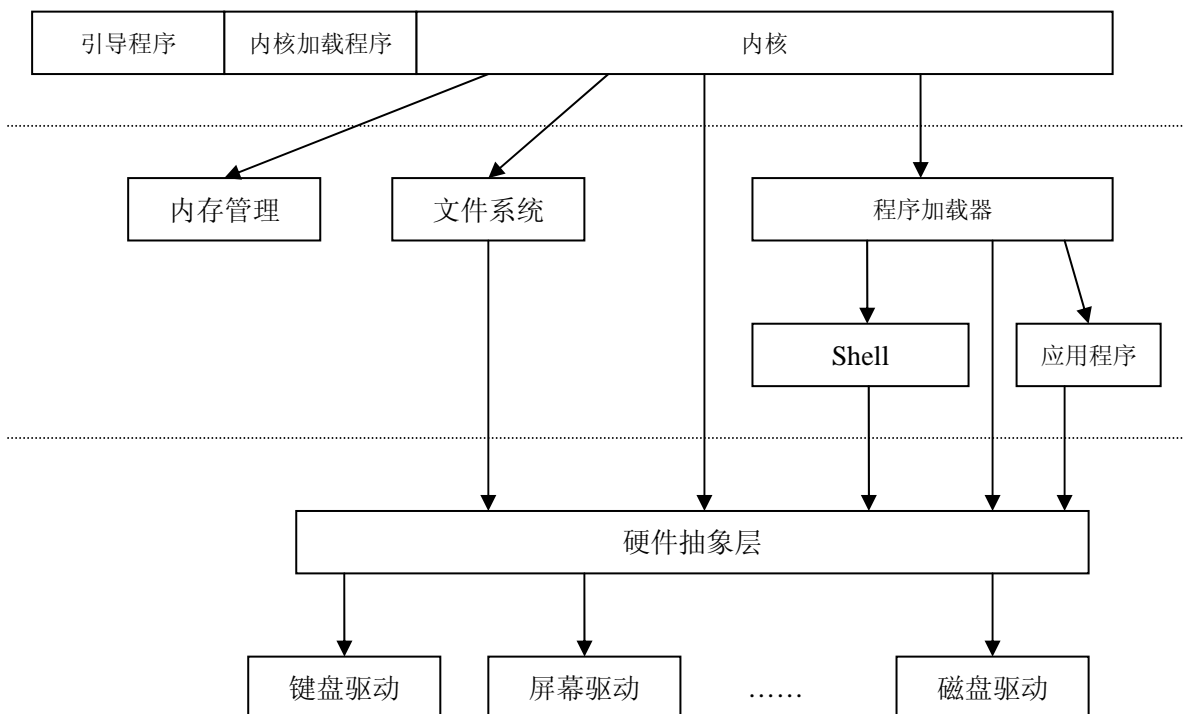 引导程序 内核加载程序 内核
内存管理 文件系统 程序加载器
Shell 应用程序
硬件抽象层
键盘驱动 屏幕驱动 …… 磁盘驱动